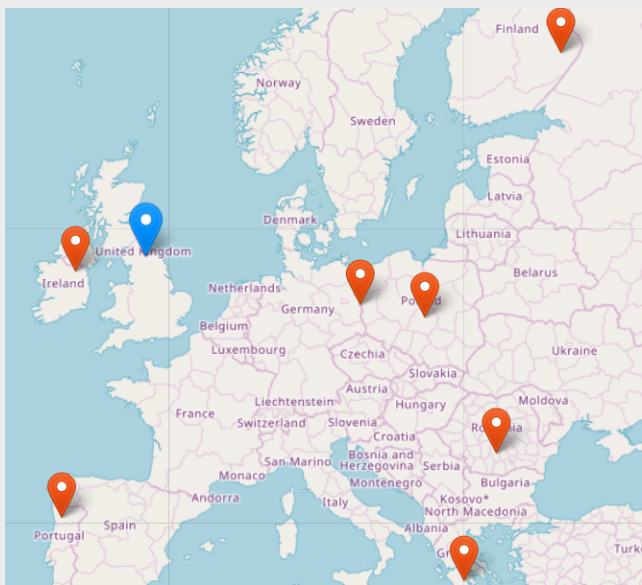 Finland
Norway
Sweden
Estonia
Latvia
Denmark
Lithuania
United Kingdom
Belarus
Ireland
Netherlands
Germany
Belgium
Luxembourg
Czechia
Ukraine
Slovakia
Austria
Liechtenstein
Hungary
Moldova
France
Switzerland
Slovenia
Romania
Croatia
San Marino
Bosnia and
Herzegovina
Serbia
Monaco
Montenegro
Bulgaria
Andorra
Italy
Kosovo*
North Macedonia
Spain
Albania
Portugal